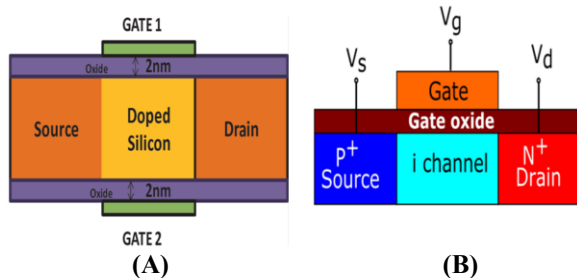 GATE 1
Oxide 2nm
Source Doped Silicon Drain
Oxide 2nm
GATE 2
(A)
Vg
Vs Vd
Gate
Gate oxide
P+ Source i channel N+ Drain
(B)